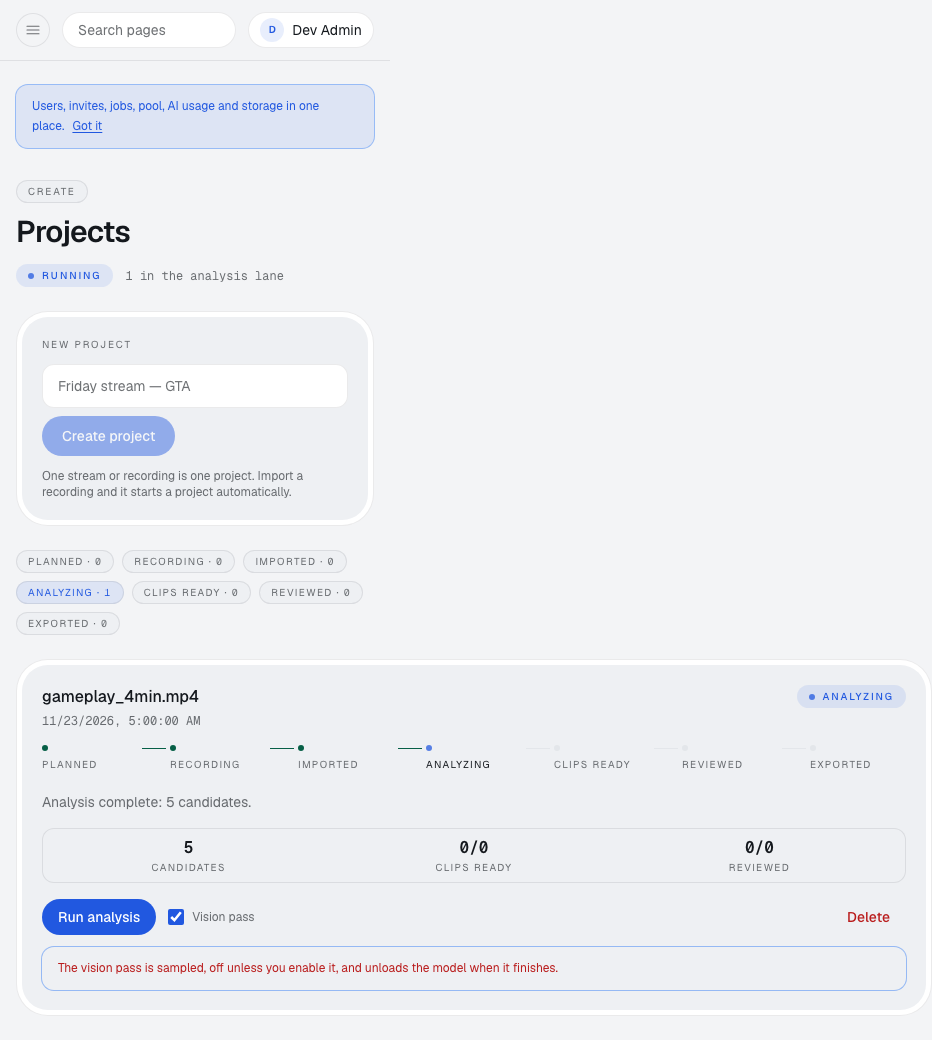 Search pages
D
Dev Admin
Users, invites, jobs, pool, AI usage and storage in one
place. Got it
CREATE
Projects
RUNNING
1 in the analysis lane
NEW PROJECT
Friday stream — GTA
Create project
One stream or recording is one project. Import a
recording and it starts a project automatically.
PLANNED · 0
RECORDING · 0
IMPORTED · 0
ANALYZING · 1
CLIPS READY · 0
REVIEWED · 0
EXPORTED · 0
gameplay_4min.mp4
ANALYZING
11/23/2026, 5:00:00 AM
PLANNED
RECORDING
IMPORTED
ANALYZING
CLIPS READY
REVIEWED
EXPORTED
Analysis complete: 5 candidates.
5
CANDIDATES
0/0
CLIPS READY
0/0
REVIEWED
Run analysis
Vision pass
Delete
The vision pass is sampled, off unless you enable it, and unloads the model when it finishes.